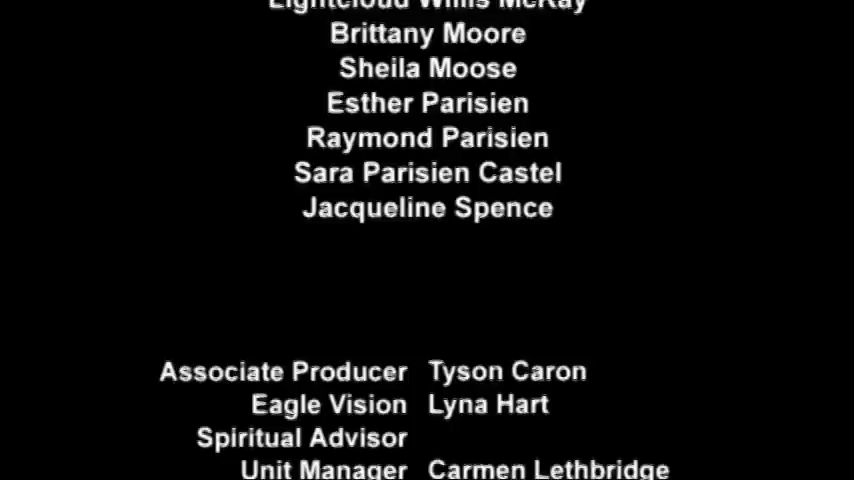 Lightcloud Willis McKay
Brittany Moore
Sheila Moose
Esther Parisien
Raymond Parisien
Sara Parisien Castel
Jacqueline Spence
Associate Producer Tyson Caron
Eagle Vision Lyna Hart
Spiritual Advisor
Unit Manager Carmen Lethbridge